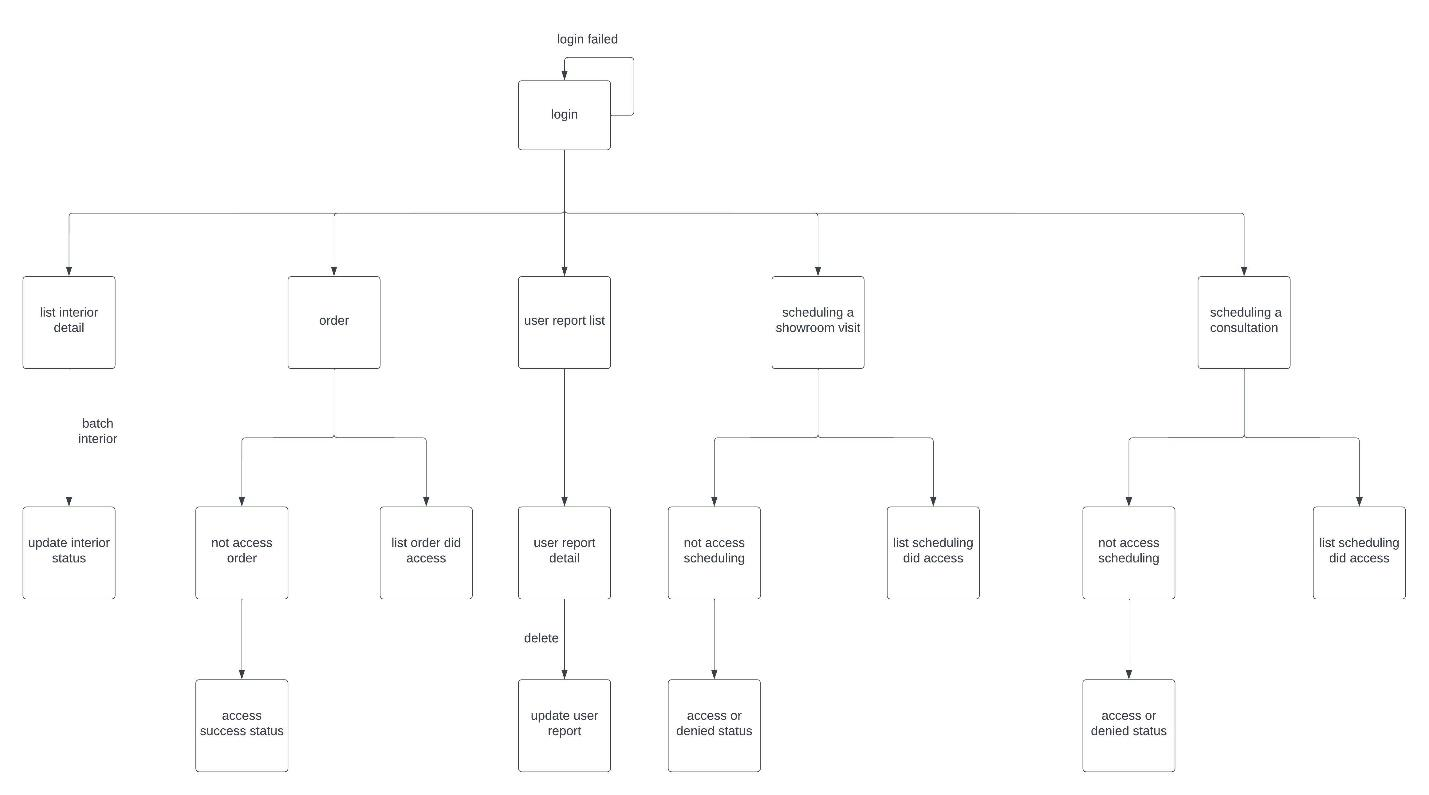 login failed
login
list interior
detail
order
user report list
scheduling a
showroom visit
scheduling a
consultation
batch
interior
update interior
status
not access
order
list order did
access
user report
detail
not access
scheduling
list scheduling
did access
not access
scheduling
list scheduling
did access
delete
access
success status
update user
report
access or
denied status
access or
denied status